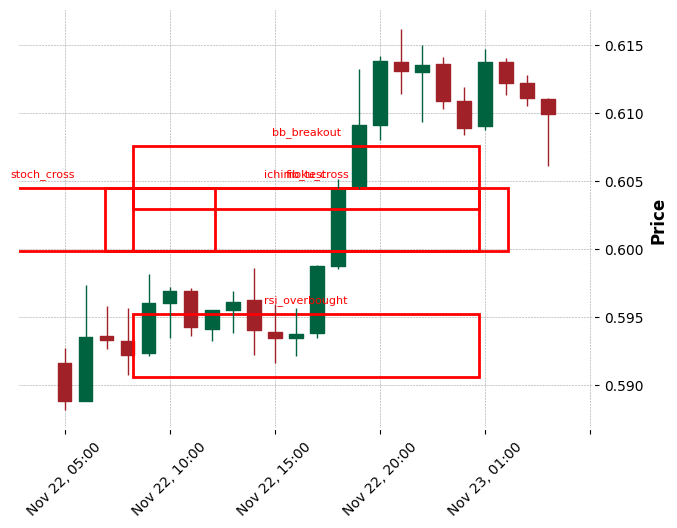 0.615
0.610
bb_breakout
0.605
stoch_cross
0.600
Price
rsi_overbought
0.595
0.590
Nov 22, 05:00
Nov 22, 10:00
Nov 22, 15:00
Nov 22, 20:00
Nov 23, 01:00